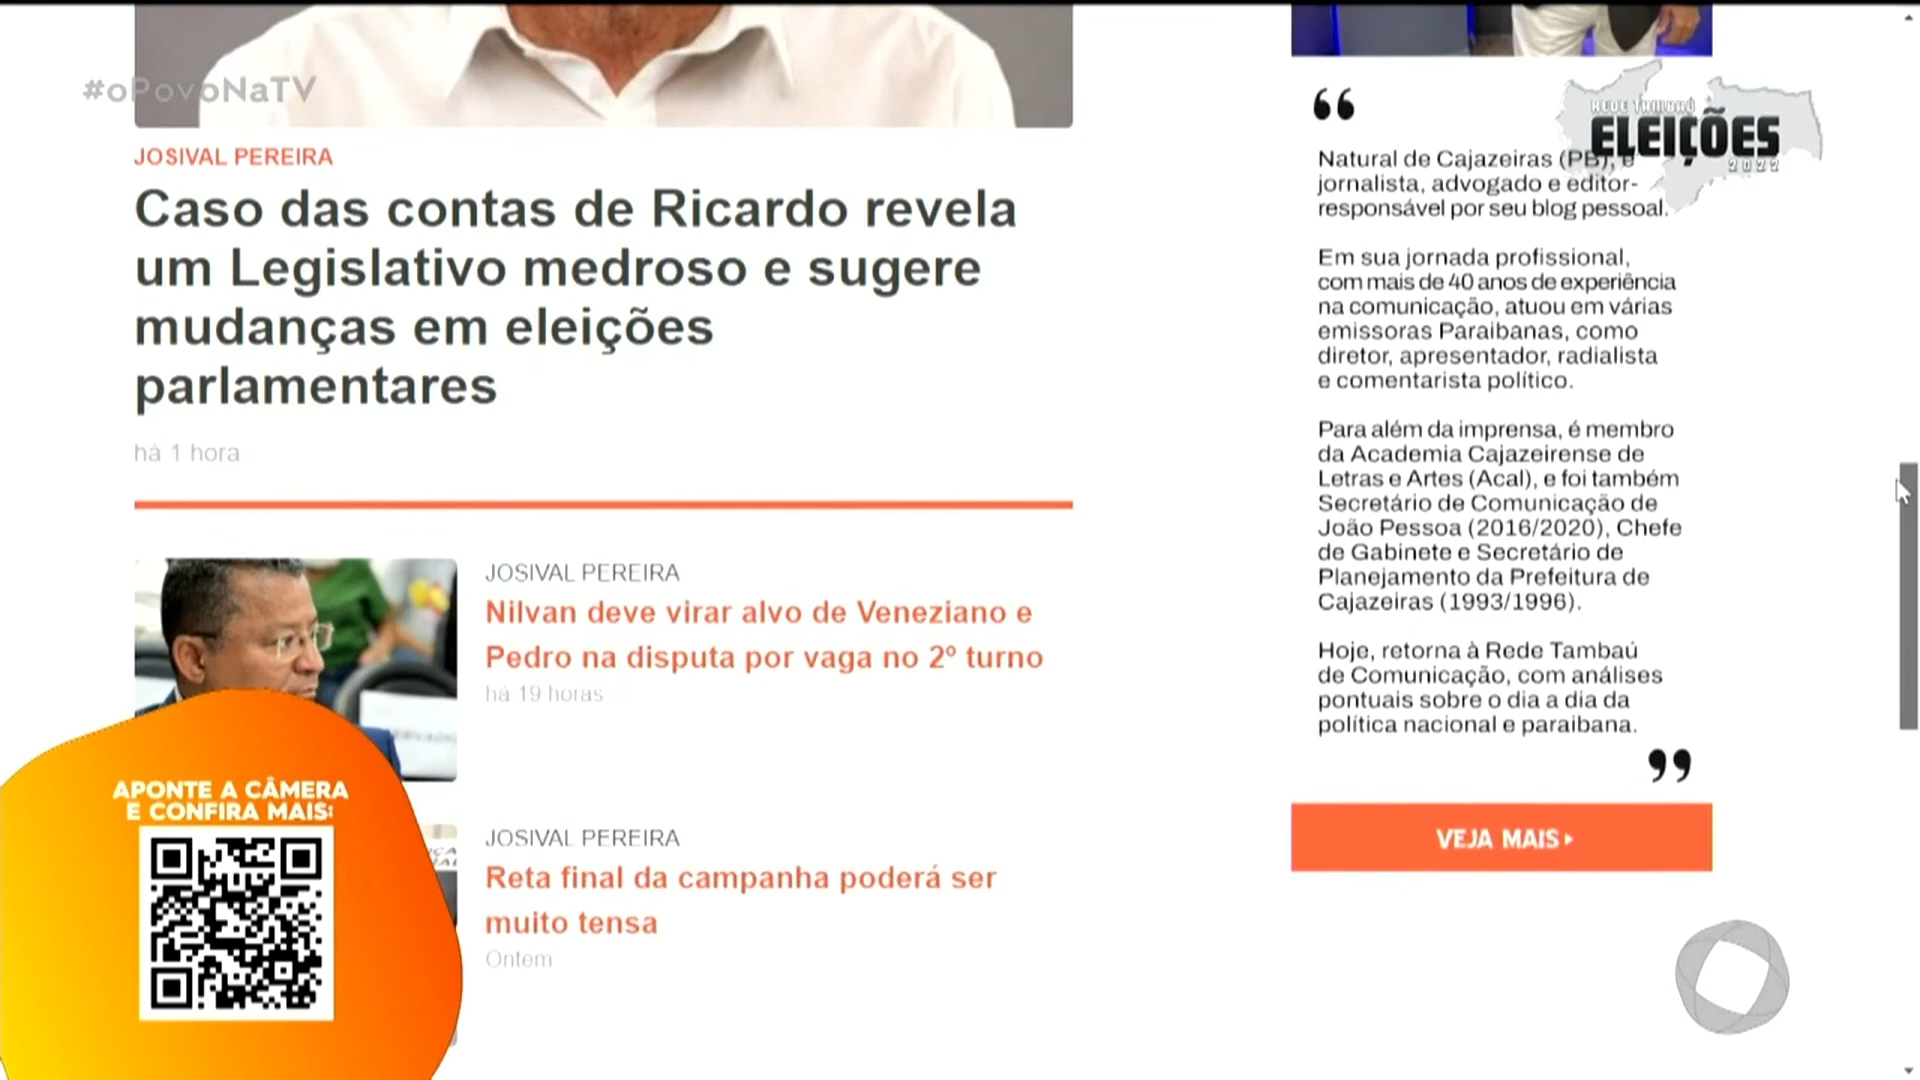 #oPovoNaTV
JOSIVAL PEREIRA
Caso das contas de Ricardo revela
um Legislativo medroso e sugere
mudanças em eleições
parlamentares
há 1 hora
JOSIVAL PEREIRA
Nilvan deve virar alvo de Veneziano e
Pedro na disputa por vaga no 2º turno
há 19 horas
JOSIVAL PEREIRA
Reta final da campanha poderá ser
muito tensa
Ontem
APONTE A CÂMERA
E CONFIRA MAIS:
REDE TAMBAÚ
ELEIÇÕES
2022
“
Natural de Cajazeiras (PB), é
jornalista, advogado e editor-
responsável por seu blog pessoal.
Em sua jornada profissional,
com mais de 40 anos de experiência
na comunicação, atuou em várias
emissoras Paraibanas, como
diretor, apresentador, radialista
e comentarista político.
Para além da imprensa, é membro
da Academia Cajazeirense de
Letras e Artes (Acal), e foi também
Secretário de Comunicação de
João Pessoa (2016/2020), Chefe
de Gabinete e Secretário de
Planejamento da Prefeitura de
Cajazeiras (1993/1996).
Hoje, retorna à Rede Tambaú
de Comunicação, com análises
pontuais sobre o dia a dia da
política nacional e paraibana.
”
VEJA MAIS